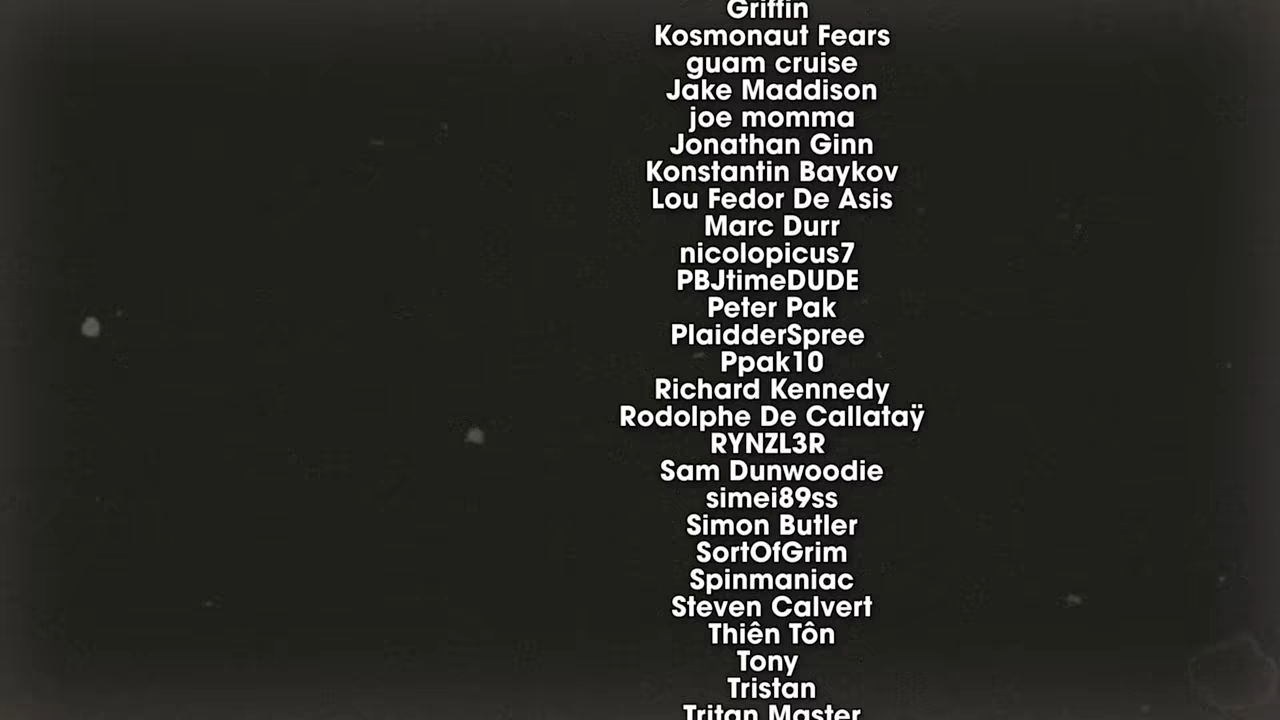 Griffin
Kosmonaut Fears
guam cruise
Jake Maddison
joe momma
Jonathan Ginn
Konstantin Baykov
Lou Fedor De Asis
Marc Durr
nicolopicus7
PBJtimeDUDE
Peter Pak
PlaidderSpree
Ppak10
Richard Kennedy
Rodolphe De Callataÿ
RYNZL3R
Sam Dunwoodie
simei89ss
Simon Butler
SortOfGrim
Spinmaniac
Steven Calvert
Thiên Tôn
Tony
Tristan
Tritan Master